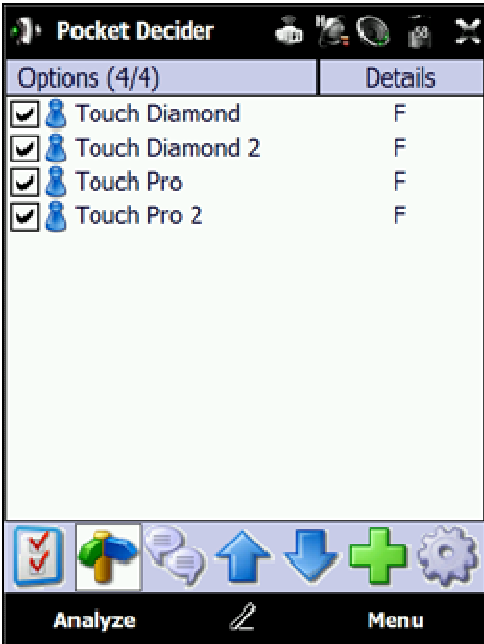 Pocket Decider
Options (4/4) Details
Touch Diamond F
Touch Diamond 2 F
Touch Pro F
Touch Pro 2 F
Analyze Menu